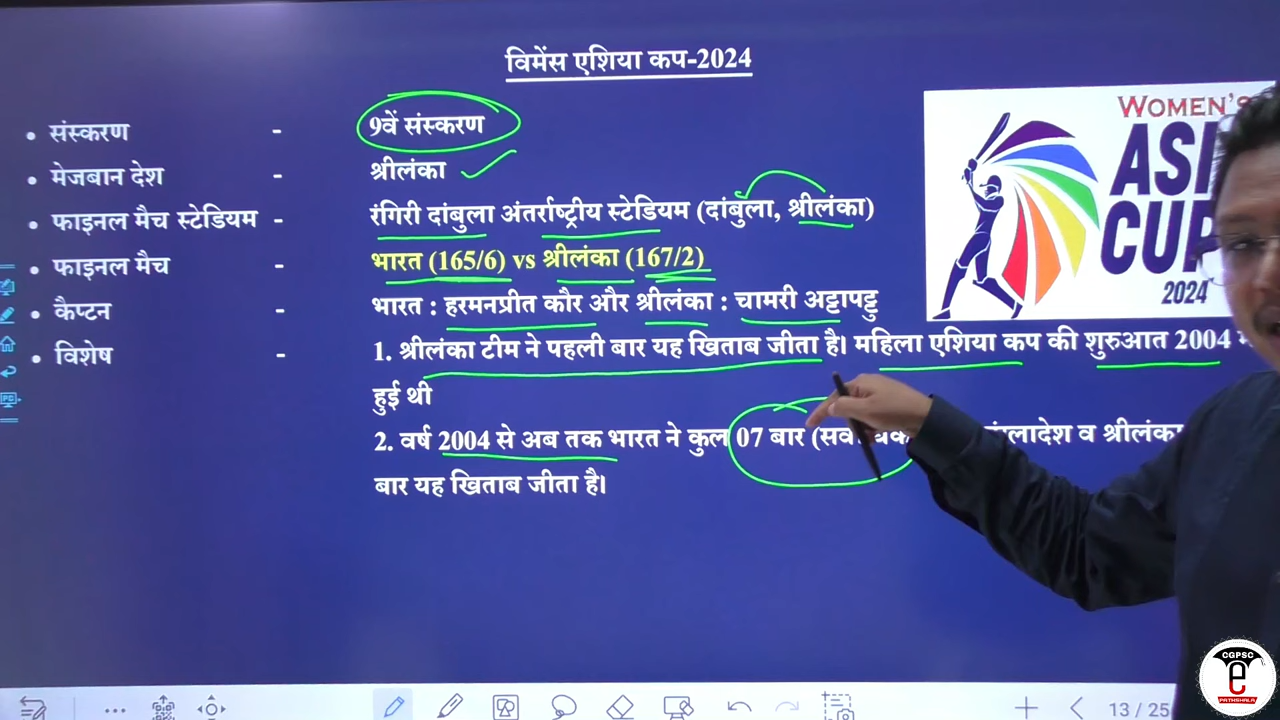 विमेंस एशिया कप-2024
• संस्करण - 9वें संस्करण
• मेजबान देश - श्रीलंका
• फाइनल मैच स्टेडियम - रंगिरी दांबुला अंतर्राष्ट्रीय स्टेडियम (दांबुला, श्रीलंका)
• फाइनल मैच - भारत (165/6) vs श्रीलंका (167/2)
• कैप्टन - भारत : हरमनप्रीत कौर और श्रीलंका : चामरी अट्टापट्टु
• विशेष - 1. श्रीलंका टीम ने पहली बार यह खिताब जीता है। महिला एशिया कप की शुरुआत 2004
हुई थी
2. वर्ष 2004 से अब तक भारत ने कुल 07 बार व श्रीलंका
बार यह खिताब जीता है।
WOMEN'S
CUP
2024
13 / 25
CGPSC
e
PATHSHALA